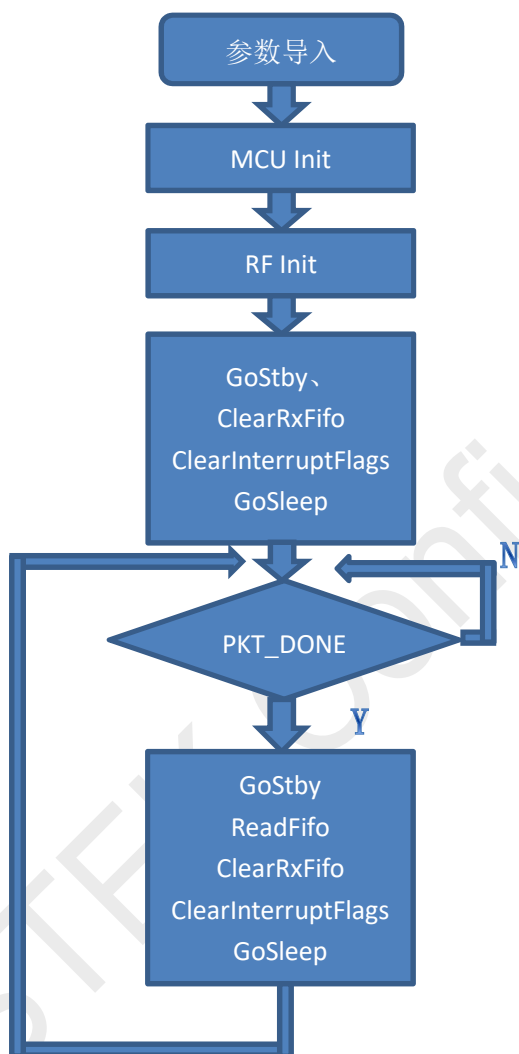 参数导入
MCU Init
RF Init
GoStby、
ClearRxFifo
ClearInterruptFlags
GoSleep
N
PKT_DONE
Y
GoStby
ReadFifo
ClearRxFifo
ClearInterruptFlags
GoSleep